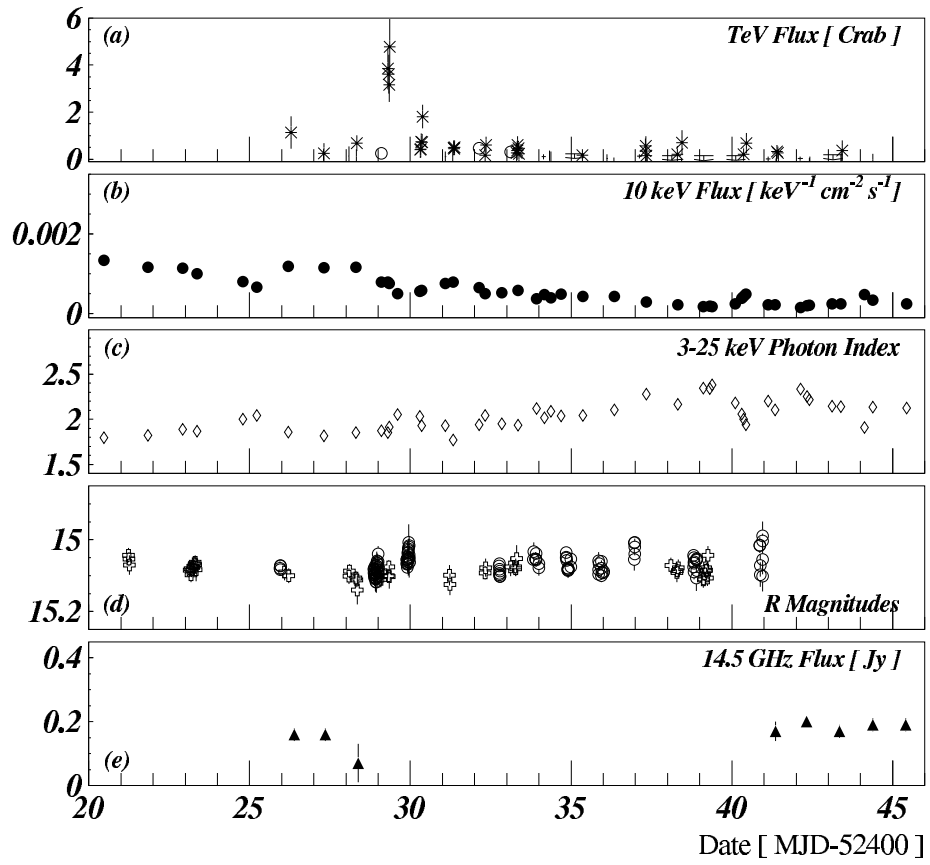 (a)
TeV Flux [ Crab ]
6
4
2
0
(b)
10 keV Flux [ keV⁻¹ cm⁻² s⁻¹ ]
0.002
0
(c)
3-25 keV Photon Index
2.5
2
1.5
15
15.2
(d)
R Magnitudes
14.5 GHz Flux [ Jy ]
0.4
0.2
0
(e)
20 25 30 35 40 45
Date [ MJD-52400 ]